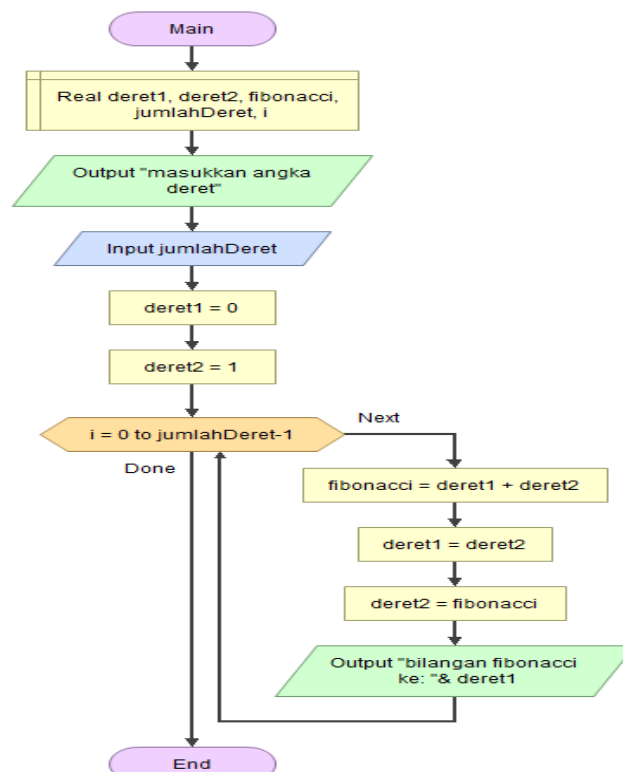 Main
Real deret1, deret2, fibonacci,
jumlahDeret, i
Output "masukkan angka
deret"
Input jumlahDeret
deret1 = 0
deret2 = 1
i = 0 to jumlahDeret-1
Next
Done
fibonacci = deret1 + deret2
deret1 = deret2
deret2 = fibonacci
Output "bilangan fibonacci
ke: "& deret1
End